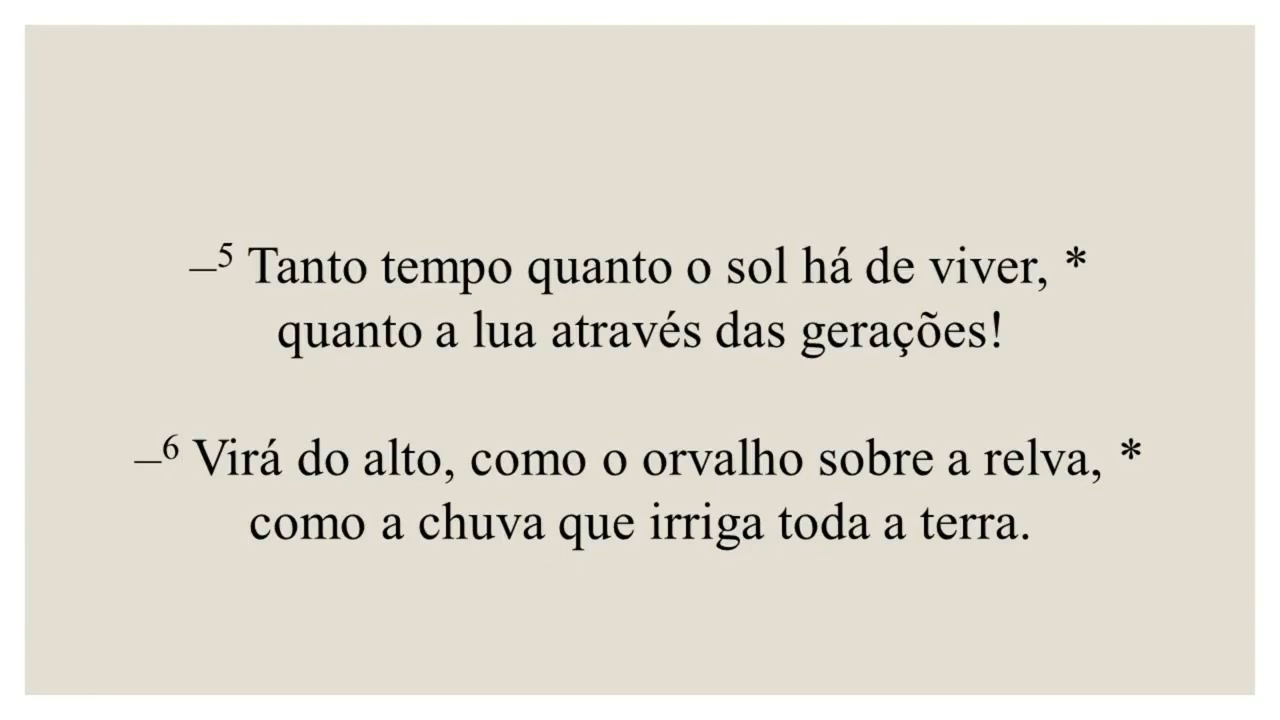 –⁵ Tanto tempo quanto o sol há de viver, *
quanto a lua através das gerações!
–⁶ Virá do alto, como o orvalho sobre a relva, *
como a chuva que irriga toda a terra.